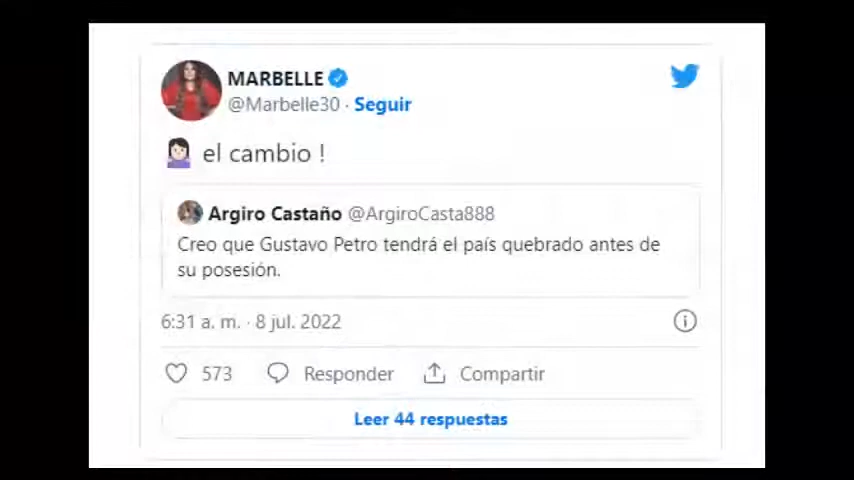 MARBELLE
@Marbelle30 · Seguir
🤷🏻‍♀️ el cambio !
Argiro Castaño @ArgiroCasta888
Creo que Gustavo Petro tendrá el país quebrado antes de
su posesión.
6:31 a. m. · 8 jul. 2022
573 Responder Compartir
Leer 44 respuestas